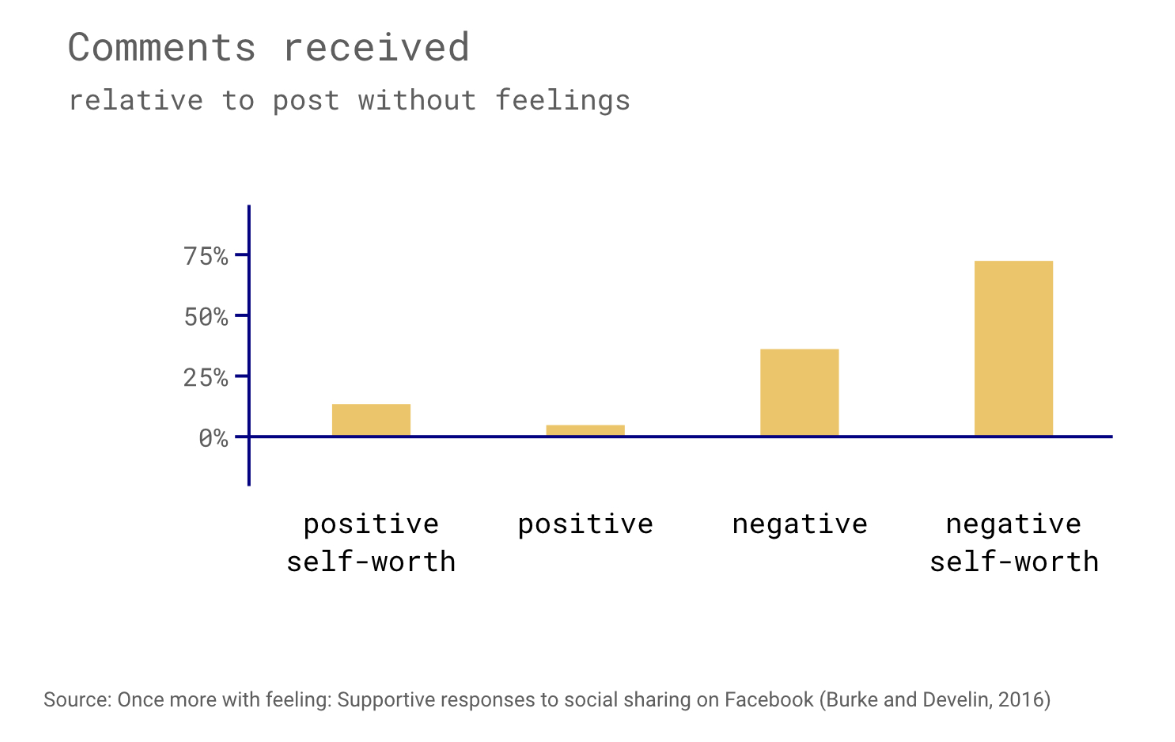 Comments received
relative to post without feelings
75%
50%
25%
0%
positive
self-worth
positive
negative
negative
self-worth
Source: Once more with feeling: Supportive responses to social sharing on Facebook (Burke and Develin, 2016)